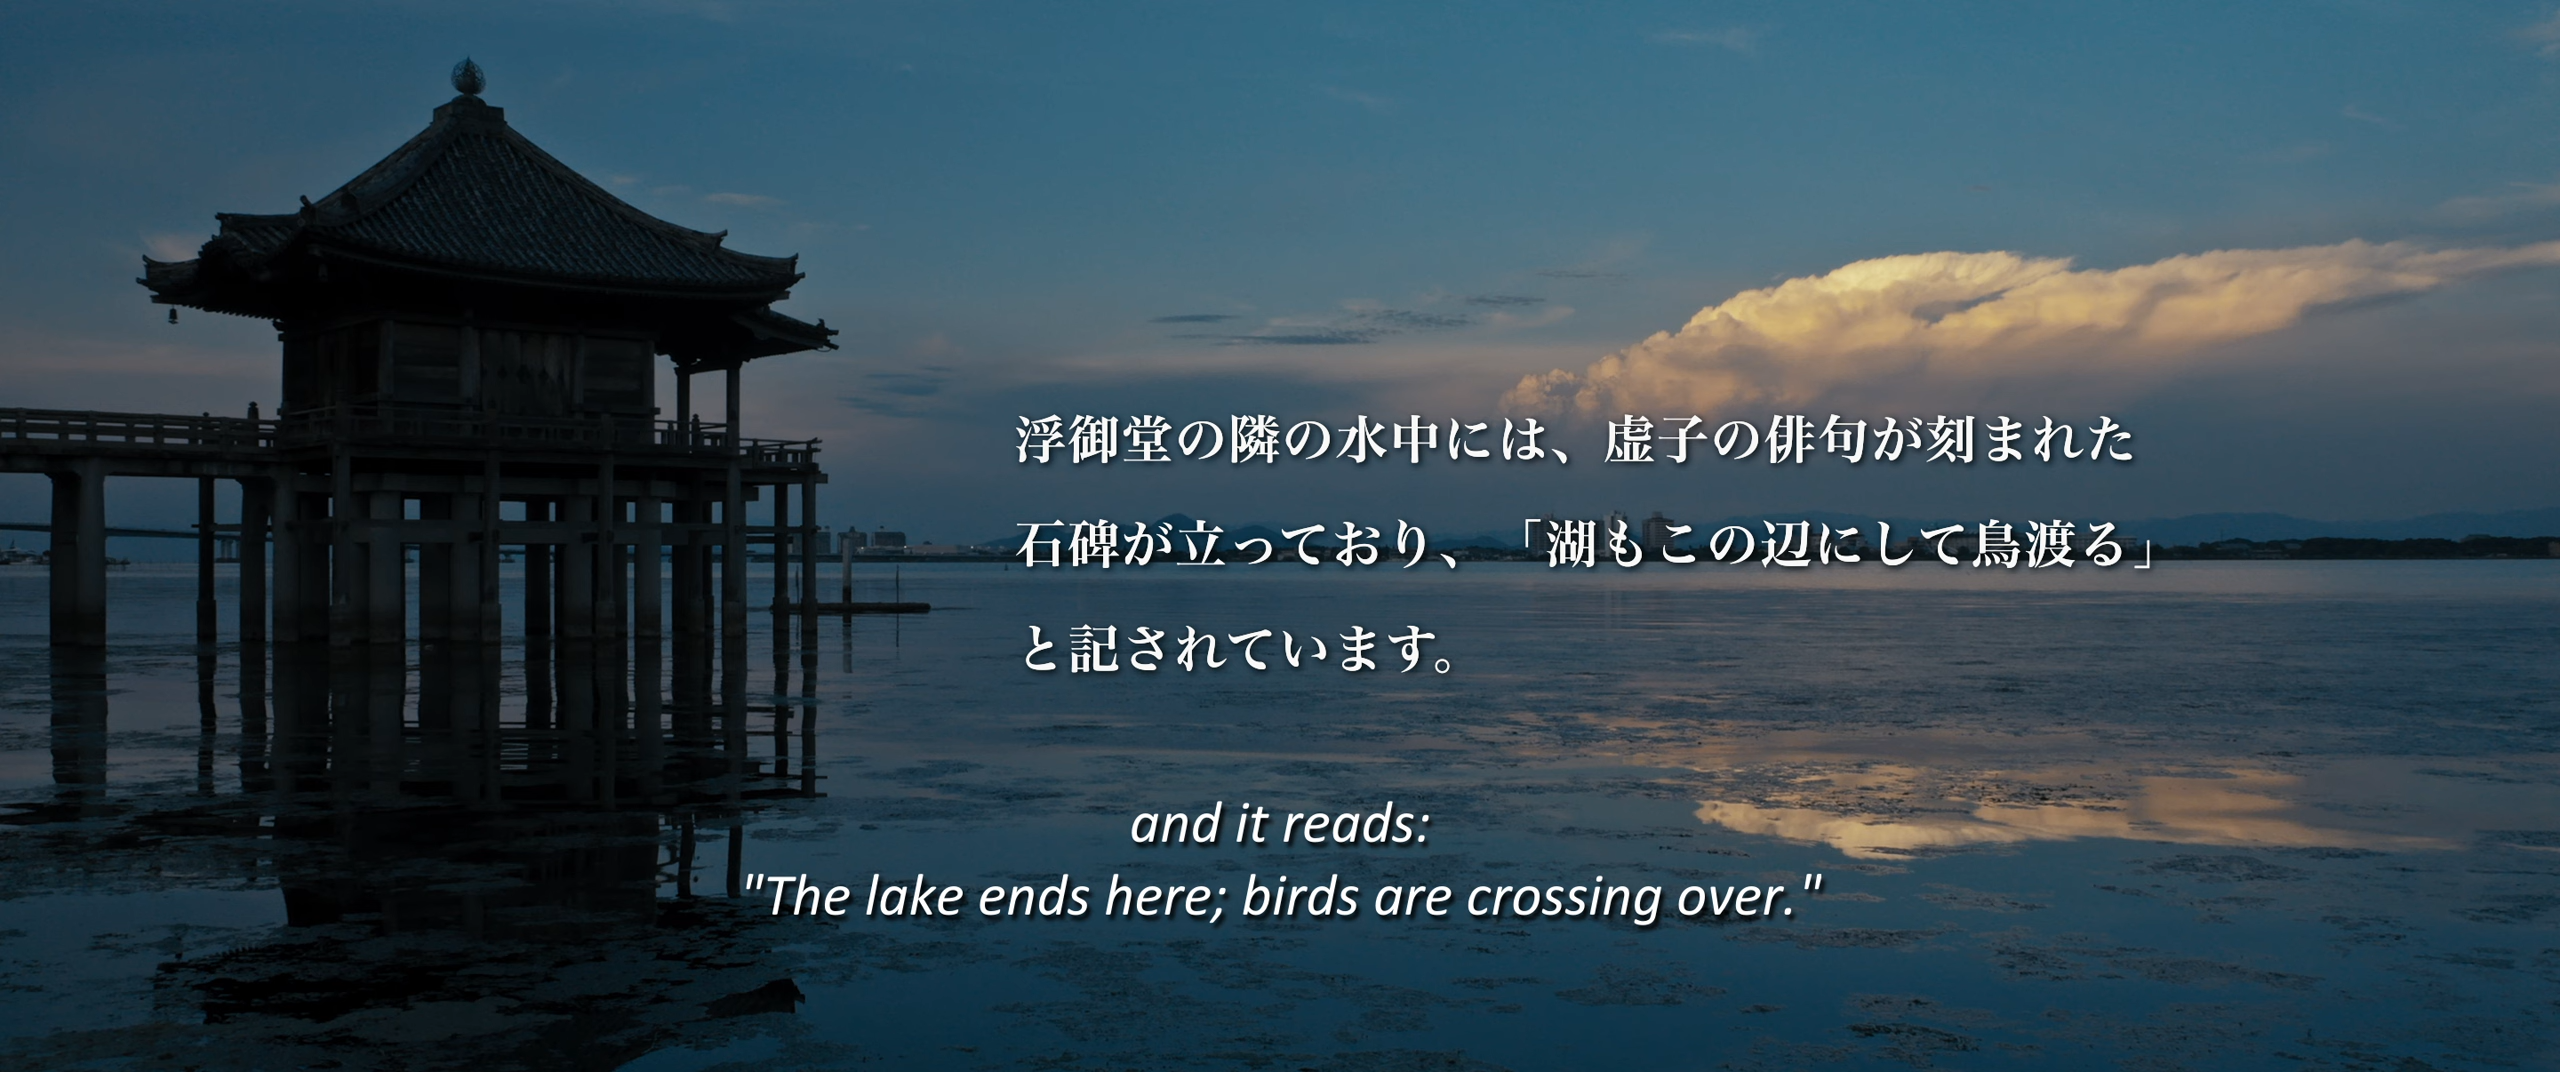 浮御堂の隣の水中には、虚子の俳句が刻まれた
石碑が立っており、「湖もこの辺にして鳥渡る」
と記されています。
and it reads:
"The lake ends here; birds are crossing over."